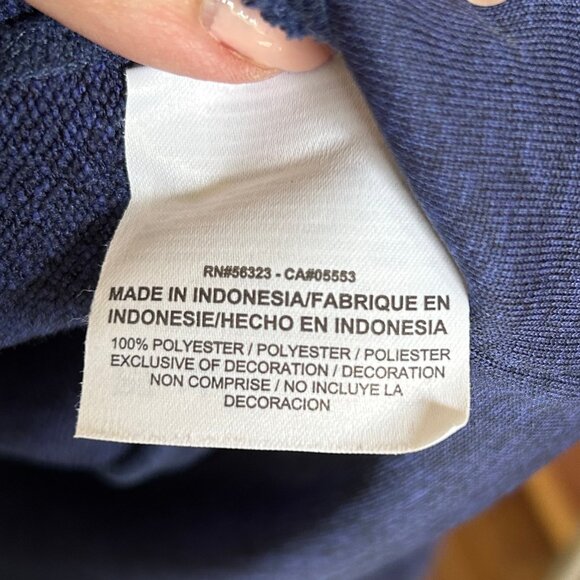 RN#56323 - CA#05553
MADE IN INDONESIA/FABRIQUE EN
INDONESIE/HECHO EN INDONESIA
100% POLYESTER / POLYESTER / POLIESTER
EXCLUSIVE OF DECORATION / DECORATION
NON COMPRISE / NO INCLUYE LA
DECORACION